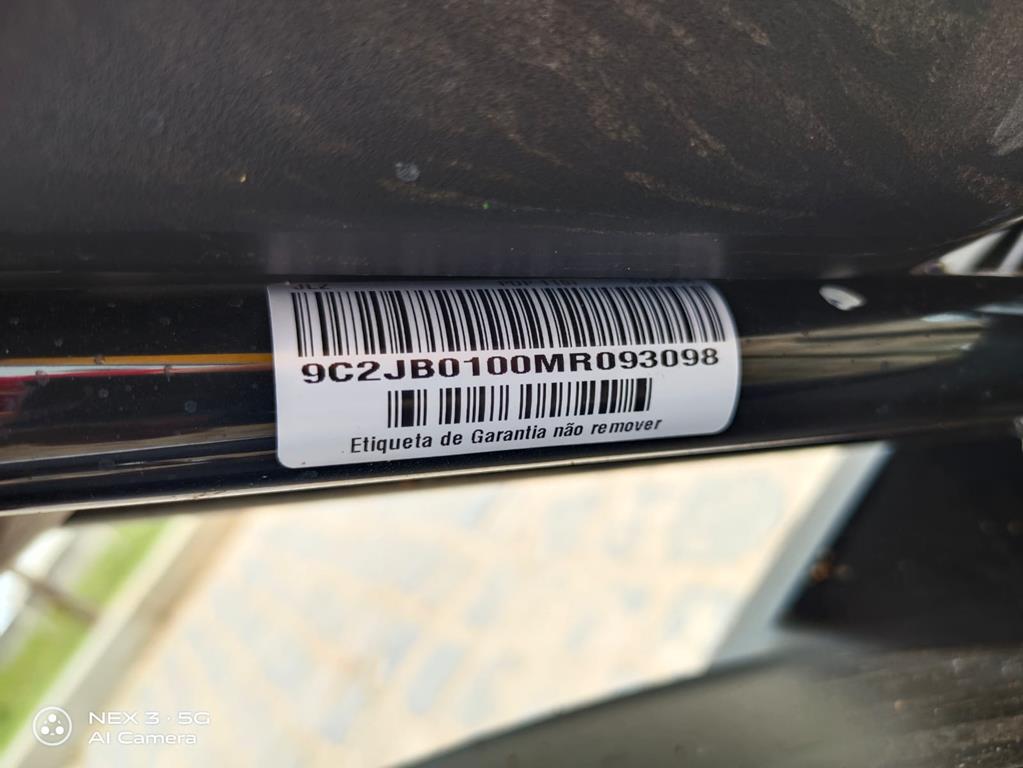 9C2JB0100MR093098
Etiqueta de Garantia não remover
NEX 3 · 5G
AI Camera